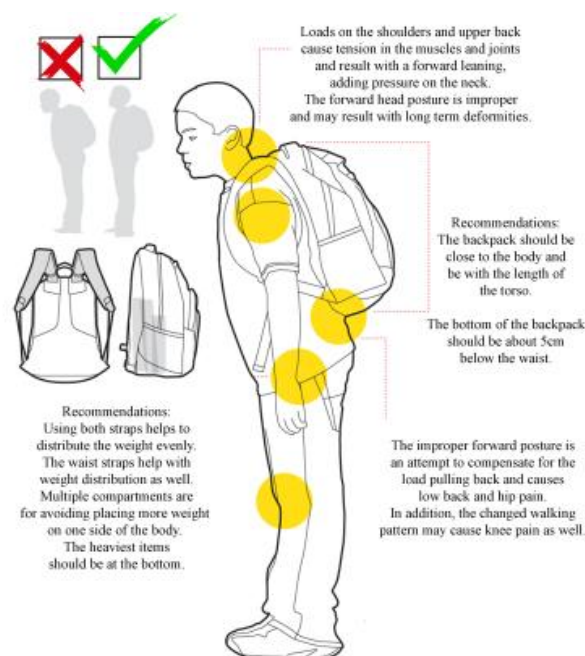 Loads on the shoulders and upper back
cause tension in the muscles and joints
and result with a forward leaning,
adding pressure on the neck.
The forward head posture is improper
and may result with long term deformities.
Recommendations:
The backpack should be
close to the body and
be with the length of
the torso.
The bottom of the backpack
should be about 5cm
below the waist.
Recommendations:
Using both straps helps to
distribute the weight evenly.
The waist straps help with
weight distribution as well.
Multiple compartments are
for avoiding placing more weight
on one side of the body.
The heaviest items
should be at the bottom.
The improper forward posture is
an attempt to compensate for the
load pulling back and causes
low back and hip pain.
In addition, the changed walking
pattern may cause knee pain as well.